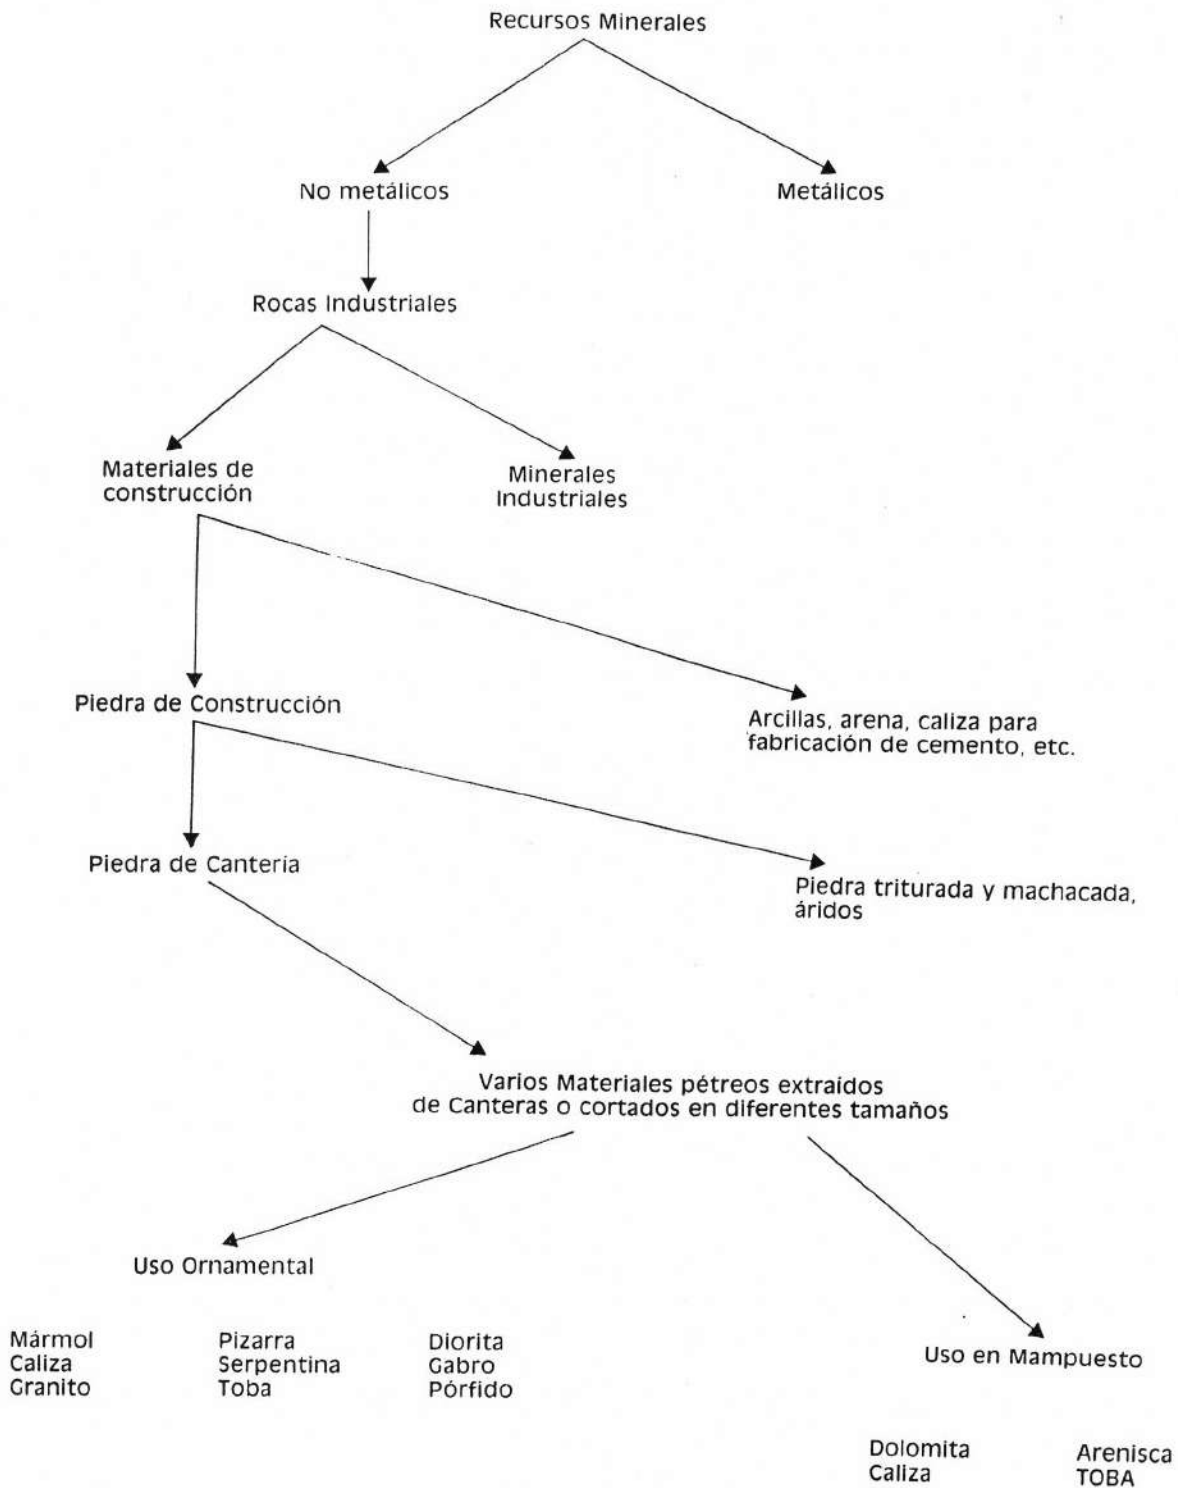 Recursos Minerales
No metálicos
Metálicos
Rocas Industriales
Materiales de
construcción
Minerales
Industriales
Piedra de Construcción
Arcillas, arena, caliza para
fabricación de cemento, etc.
Piedra de Cantería
Piedra triturada y machacada,
áridos
Varios Materiales pétreos extraídos
de Canteras o cortados en diferentes tamaños
Uso Ornamental
Mármol
Caliza
Granito
Pizarra
Serpentina
Toba
Diorita
Gabro
Pórfido
Uso en Mampuesto
Dolomita
Caliza
Arenisca
TOBA